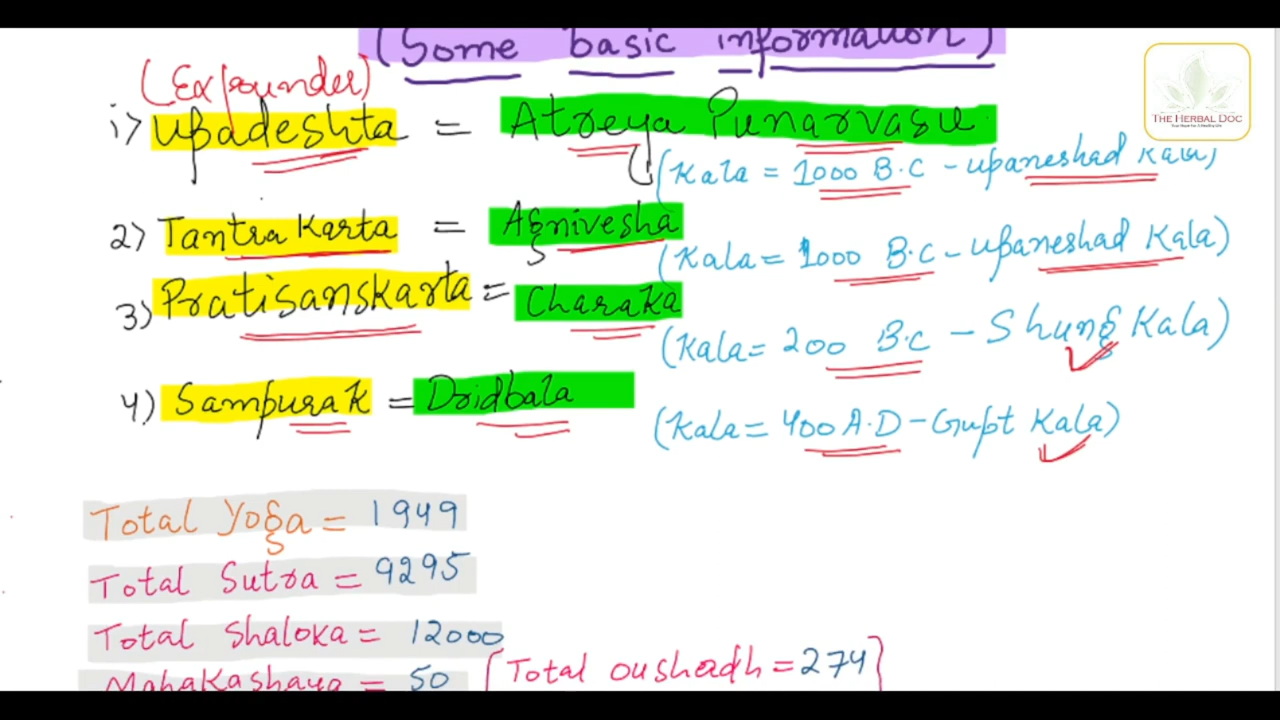 (Some basic information)
(Expounder)
i) Upadeshta = Atreya Punarvasu
(Kala = 1000 B.C - Upaneshad Kala)
2) Tantra Karta = Agnivesha
(Kala = 1000 B.C - Upaneshad Kala)
3) Pratisanskarta = Charaka
(Kala = 200 B.C - Shung Kala)
4) Sampurak = Dridbala
(Kala = 400 A.D - Gupt Kala)
Total Yoga = 1949
Total Sutra = 9295
Total Shaloka = 12000
Mahakashaya = 50 [Total oushadh = 274]
THE HERBAL DOC